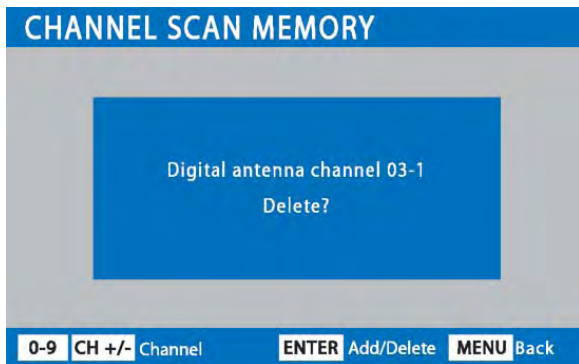 CHANNEL SCAN MEMORY
Digital antenna channel 03-1
Delete?
0-9 CH +/- Channel ENTER Add/Delete MENU Back